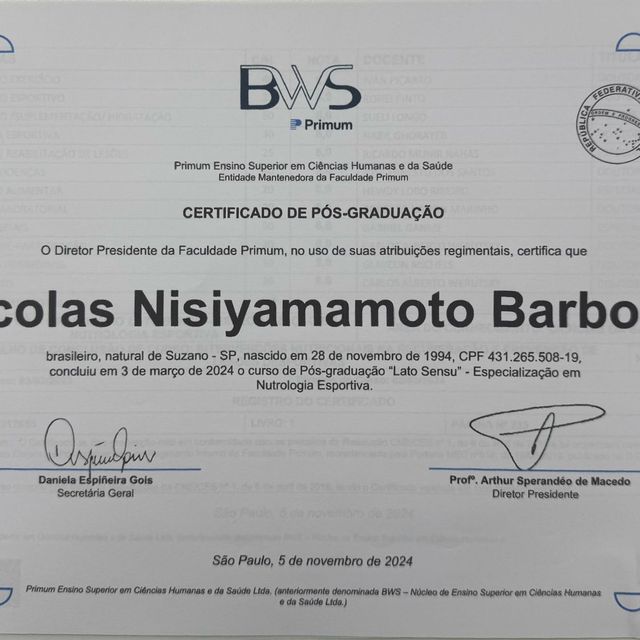 BWS
Primum
REPÚBLICA FEDERATIVA
ORDEM E PROGRESSO
Primum Ensino Superior em Ciências Humanas e da Saúde
Entidade Mantenedora da Faculdade Primum
CERTIFICADO DE PÓS-GRADUAÇÃO
O Diretor Presidente da Faculdade Primum, no uso de suas atribuições regimentais, certifica que
colas Nisiyamamoto Barbo
brasileiro, natural de Suzano - SP, nascido em 28 de novembro de 1994, CPF 431.265.508-19,
concluiu em 3 de março de 2024 o curso de Pós-graduação “Lato Sensu” - Especialização em
Nutrologia Esportiva.
Daniela Espiñeira Gois
Secretária Geral
Profº. Arthur Sperandéo de Macedo
Diretor Presidente
São Paulo, 5 de novembro de 2024
Primum Ensino Superior em Ciências Humanas e da Saúde Ltda. (anteriormente denominada BWS – Núcleo de Ensino Superior em Ciências Humanas
e da Saúde Ltda.)